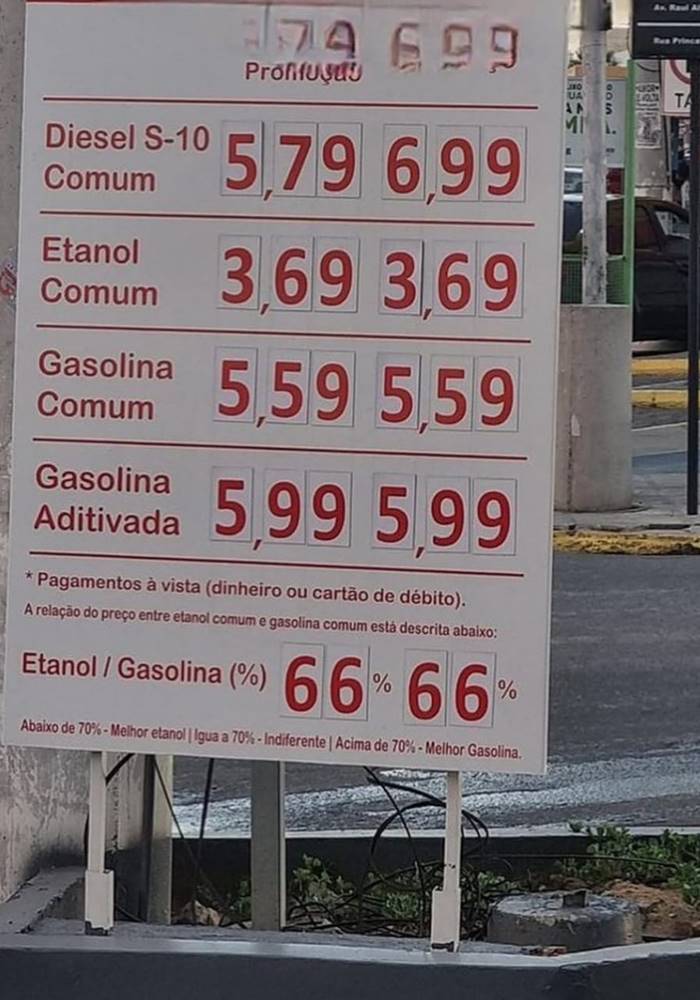 Diesel S-10 Comum 5,79 6,99
Etanol Comum 3,69 3,69
Gasolina Comum 5,59 5,59
Gasolina Aditivada 5,99 5,99
* Pagamentos à vista (dinheiro ou cartão de débito).
A relação do preço entre etanol comum e gasolina comum está descrita abaixo:
Etanol / Gasolina (%) 66% 66%
Abaixo de 70% - Melhor etanol | Igua a 70% - Indiferente | Acima de 70% - Melhor Gasolina.